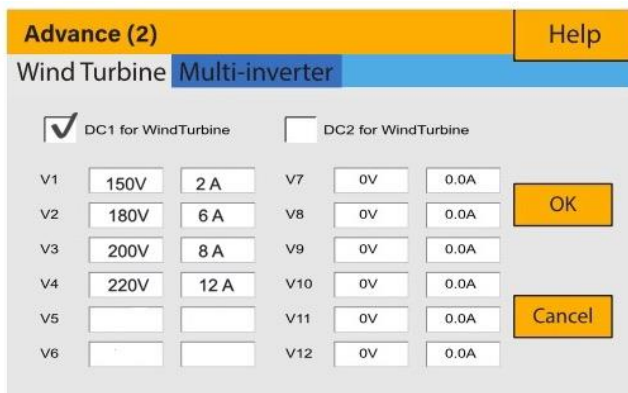 Advance (2)
Help
Wind Turbine Multi-inverter
DC1 for WindTurbine DC2 for WindTurbine
V1 150V 2 A V7 0V 0.0A
V2 180V 6 A V8 0V 0.0A
OK
V3 200V 8 A V9 0V 0.0A
V4 220V 12 A V10 0V 0.0A
V5 V11 0V 0.0A
Cancel
V6 V12 0V 0.0A